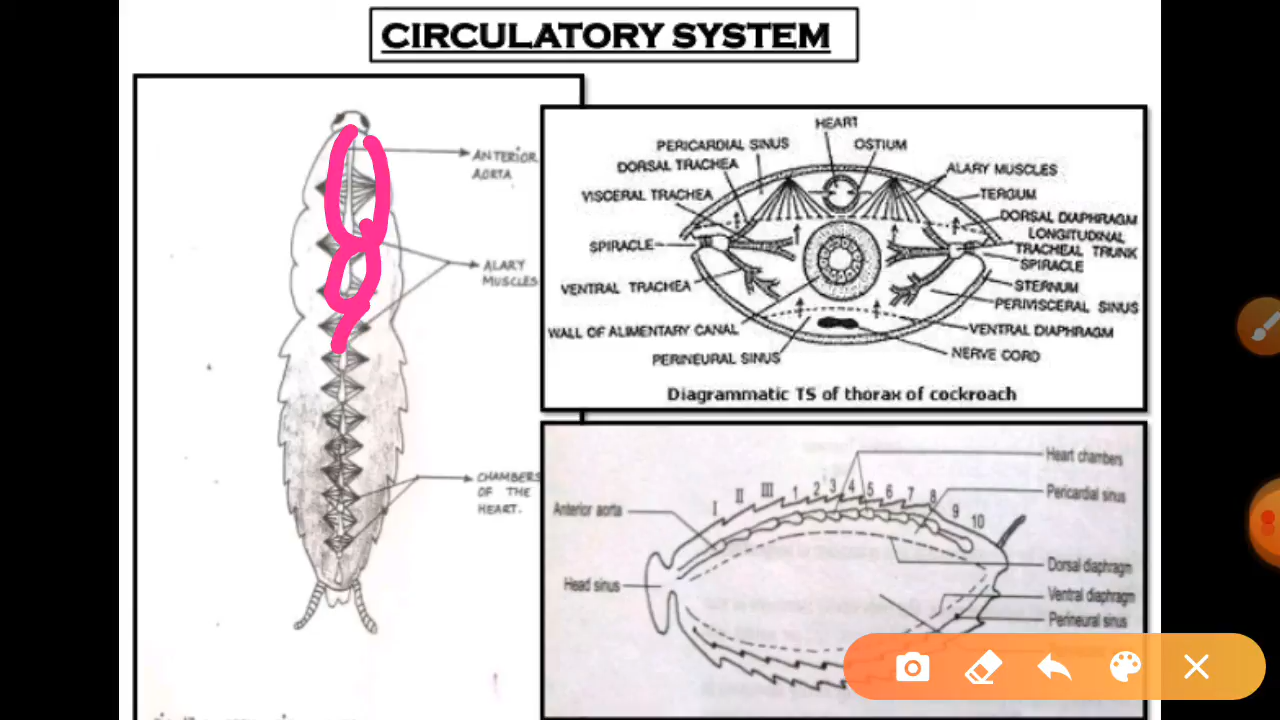 CIRCULATORY SYSTEM
ANTERIOR
AORTA
ALARY
MUSCLES
CHAMBERS
OF THE
HEART.
HEART
PERICARDIAL SINUS
OSTIUM
DORSAL TRACHEA
ALARY MUSCLES
VISCERAL TRACHEA
TERGUM
DORSAL DIAPHRAGM
LONGITUDINAL
TRACHEAL TRUNK
SPIRACLE
SPIRACLE
VENTRAL TRACHEA
STERNUM
PERIVISCERAL SINUS
WALL OF ALIMENTARY CANAL
VENTRAL DIAPHRAGM
PERINEURAL SINUS
NERVE CORD
Diagrammatic TS of thorax of cockroach
Heart chambers
I II III 1 2 3 4 5 6 7 8 9 10
Pericardial sinus
Anterior aorta
Dorsal diaphragm
Head sinus
Ventral diaphragm
Perineural sinus